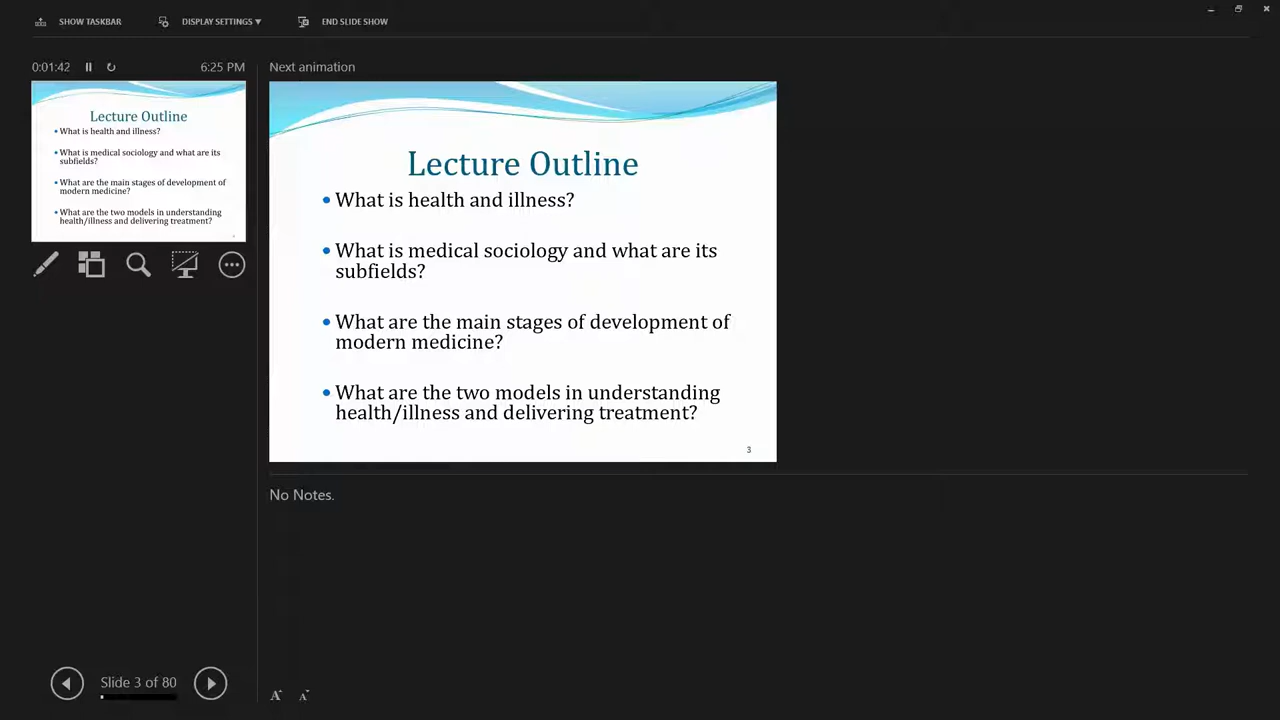 SHOW TASKBAR
DISPLAY SETTINGS ▼
END SLIDE SHOW
0:01:42
6:25 PM
Lecture Outline
• What is health and illness?
• What is medical sociology and what are its
subfields?
• What are the main stages of development of
modern medicine?
• What are the two models in understanding
health/illness and delivering treatment?
Next animation
Lecture Outline
• What is health and illness?
• What is medical sociology and what are its
subfields?
• What are the main stages of development of
modern medicine?
• What are the two models in understanding
health/illness and delivering treatment?
3
No Notes.
Slide 3 of 80
A
A